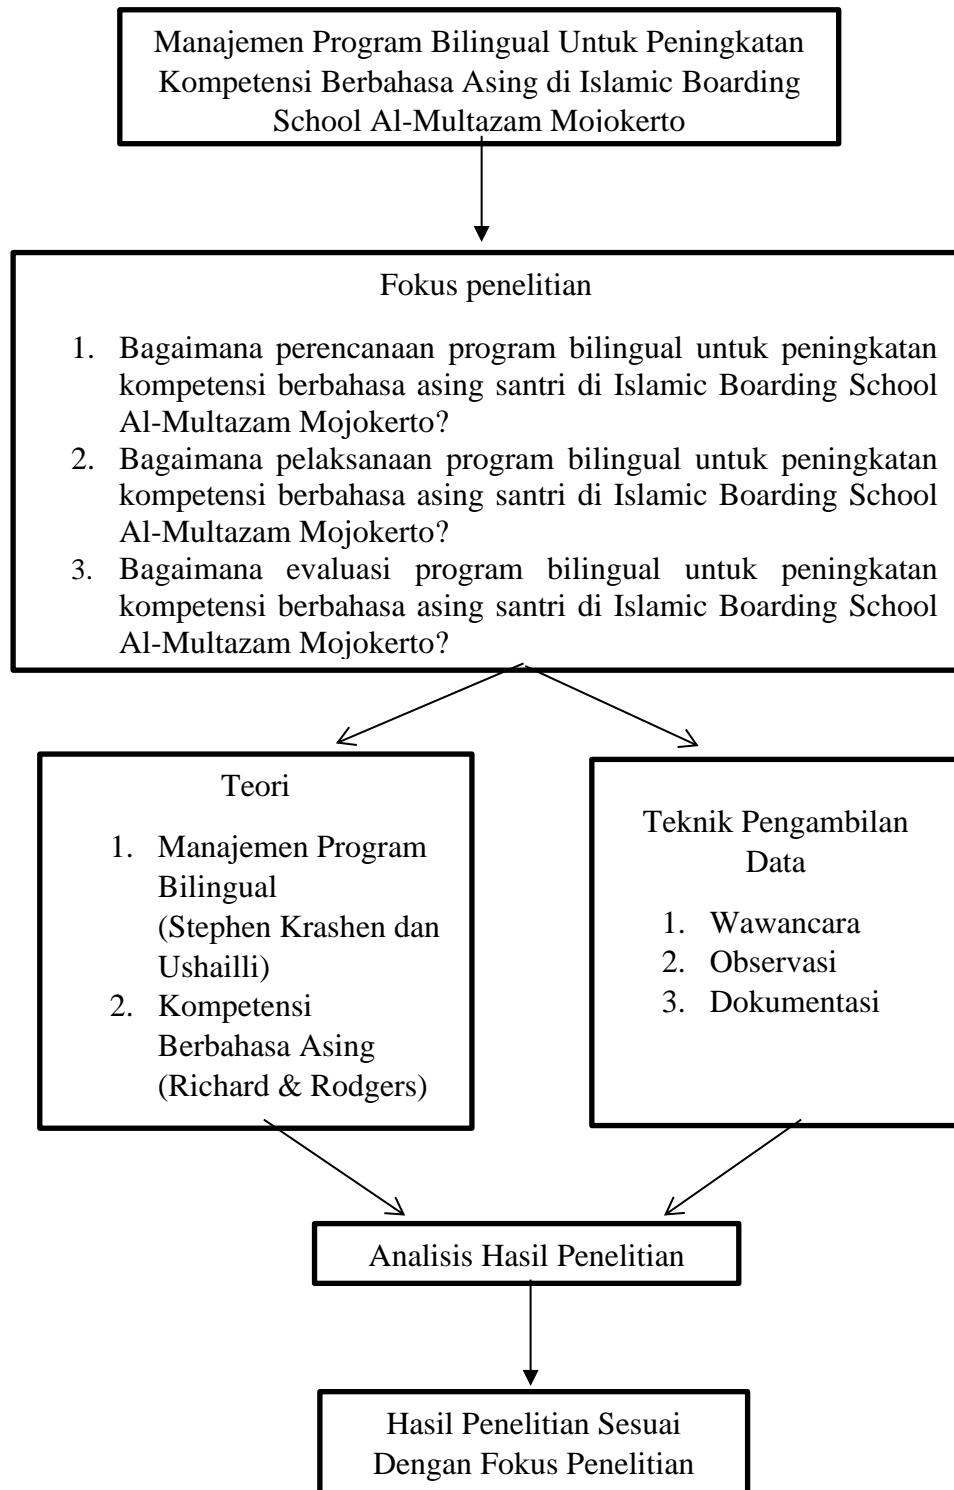 Manajemen Program Bilingual Untuk Peningkatan
Kompetensi Berbahasa Asing di Islamic Boarding
School Al-Multazam Mojokerto
Fokus penelitian
1. Bagaimana perencanaan program bilingual untuk peningkatan
kompetensi berbahasa asing santri di Islamic Boarding School
Al-Multazam Mojokerto?
2. Bagaimana pelaksanaan program bilingual untuk peningkatan
kompetensi berbahasa asing santri di Islamic Boarding School
Al-Multazam Mojokerto?
3. Bagaimana evaluasi program bilingual untuk peningkatan
kompetensi berbahasa asing santri di Islamic Boarding School
Al-Multazam Mojokerto?
Teori
1. Manajemen Program
Bilingual
(Stephen Krashen dan
Ushailli)
2. Kompetensi
Berbahasa Asing
(Richard & Rodgers)
Teknik Pengambilan
Data
1. Wawancara
2. Observasi
3. Dokumentasi
Analisis Hasil Penelitian
Hasil Penelitian Sesuai
Dengan Fokus Penelitian